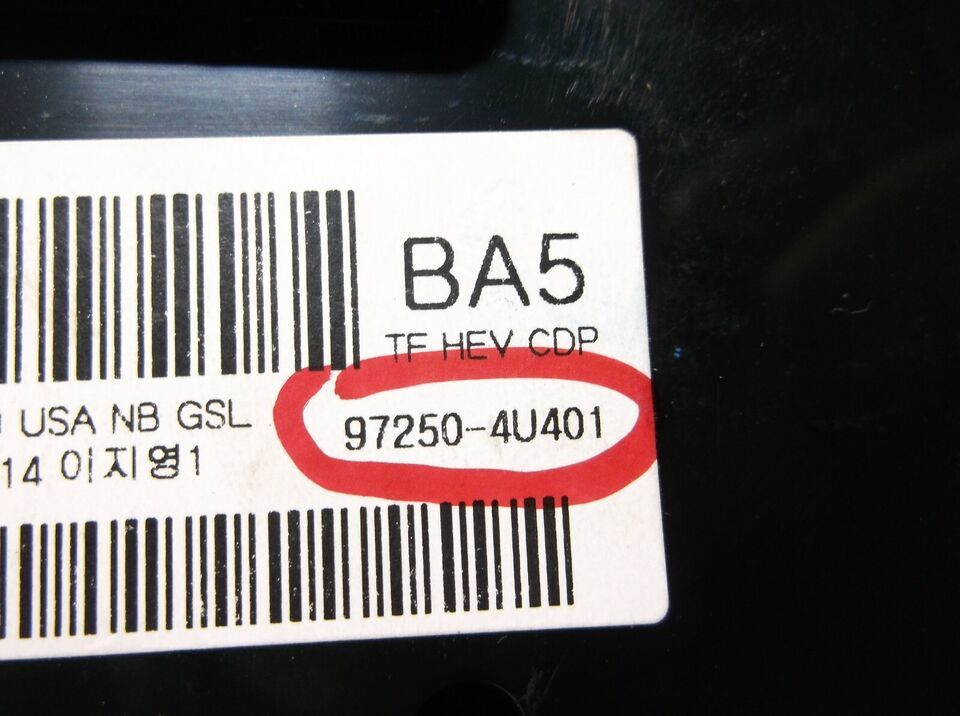 BA5
TF HEV CDP
USA NB GSL
97250-4U401
14 이지영1